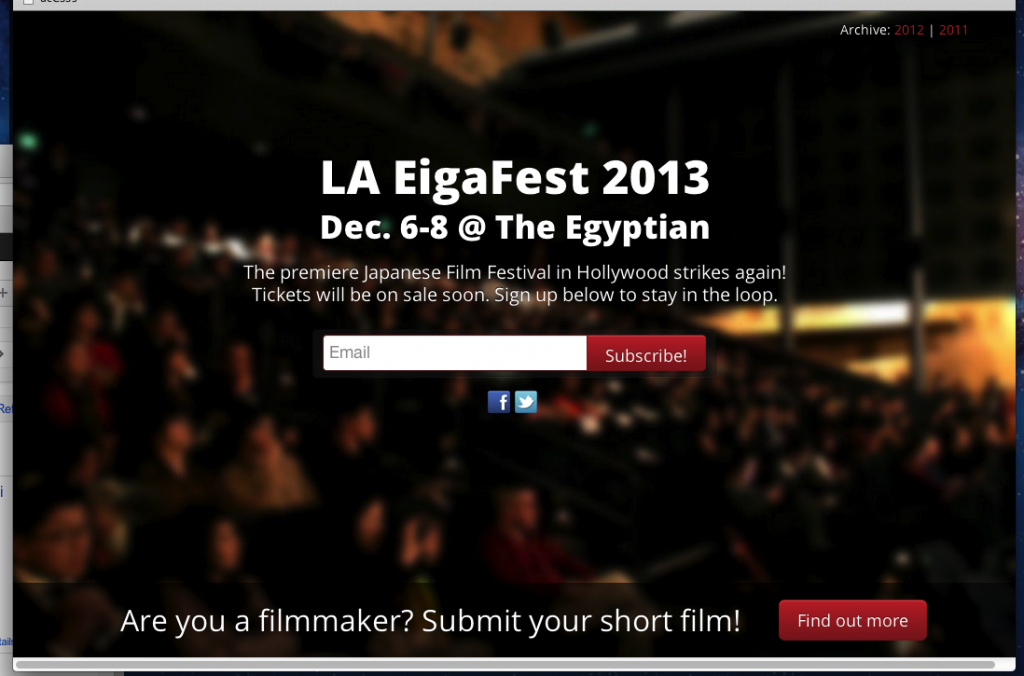 Archive: 2012 | 2011
LA EigaFest 2013
Dec. 6-8 @ The Egyptian
The premiere Japanese Film Festival in Hollywood strikes again!
Tickets will be on sale soon. Sign up below to stay in the loop.
Email
Subscribe!
Are you a filmmaker? Submit your short film!
Find out more